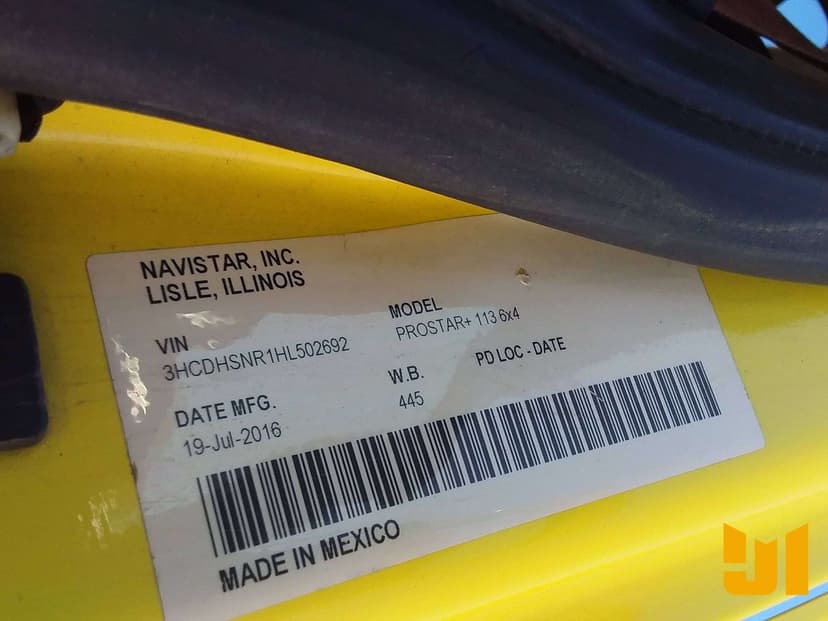 NAVISTAR, INC.
LISLE, ILLINOIS
VIN
3HCDHSNR1HL502692
MODEL
PROSTAR+ 113 6x4
DATE MFG.
19-Jul-2016
W.B.
445
PD LOC - DATE
MADE IN MEXICO